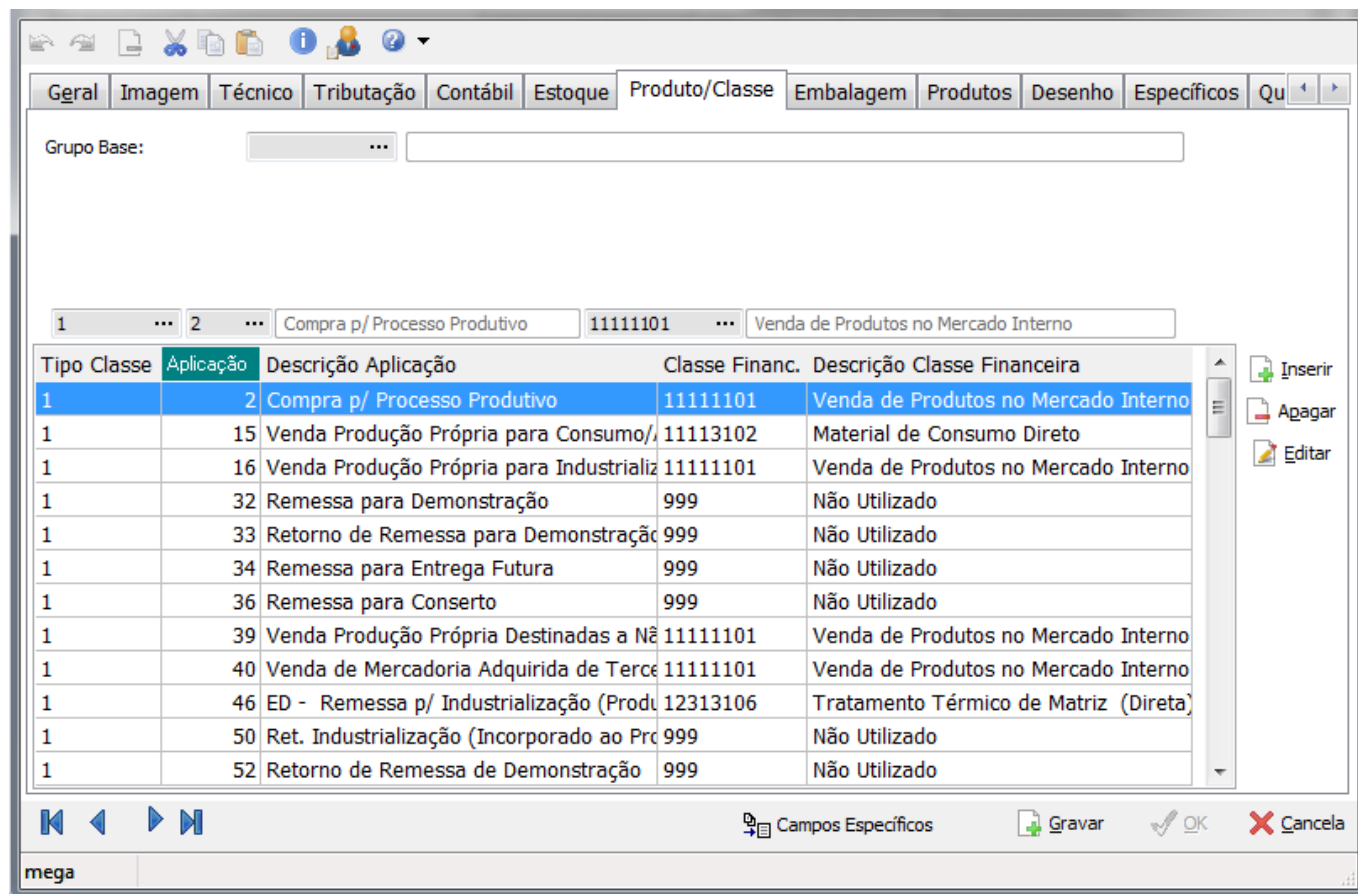 Geral Imagem Técnico Tributação Contábil Estoque Produto/Classe Embalagem Produtos Desenho Específicos Qu
Grupo Base: ...
1 ... 2 ... Compra p/ Processo Produtivo 11111101 ... Venda de Produtos no Mercado Interno
Tipo Classe Aplicação Descrição Aplicação Classe Financ. Descrição Classe Financeira
Inserir
1 2 Compra p/ Processo Produtivo 11111101 Venda de Produtos no Mercado Interno
Apagar
1 15 Venda Produção Própria para Consumo/ 11113102 Material de Consumo Direto
Editar
1 16 Venda Produção Própria para Industrializ 11111101 Venda de Produtos no Mercado Interno
1 32 Remessa para Demonstração 999 Não Utilizado
1 33 Retorno de Remessa para Demonstração 999 Não Utilizado
1 34 Remessa para Entrega Futura 999 Não Utilizado
1 36 Remessa para Conserto 999 Não Utilizado
1 39 Venda Produção Própria Destinadas a Nã 11111101 Venda de Produtos no Mercado Interno
1 40 Venda de Mercadoria Adquirida de Terce 11111101 Venda de Produtos no Mercado Interno
1 46 ED - Remessa p/ Industrialização (Produ 12313106 Tratamento Térmico de Matriz (Direta)
1 50 Ret. Industrialização (Incorporado ao Pro 999 Não Utilizado
1 52 Retorno de Remessa de Demonstração 999 Não Utilizado
Campos Específicos Gravar OK Cancela
mega